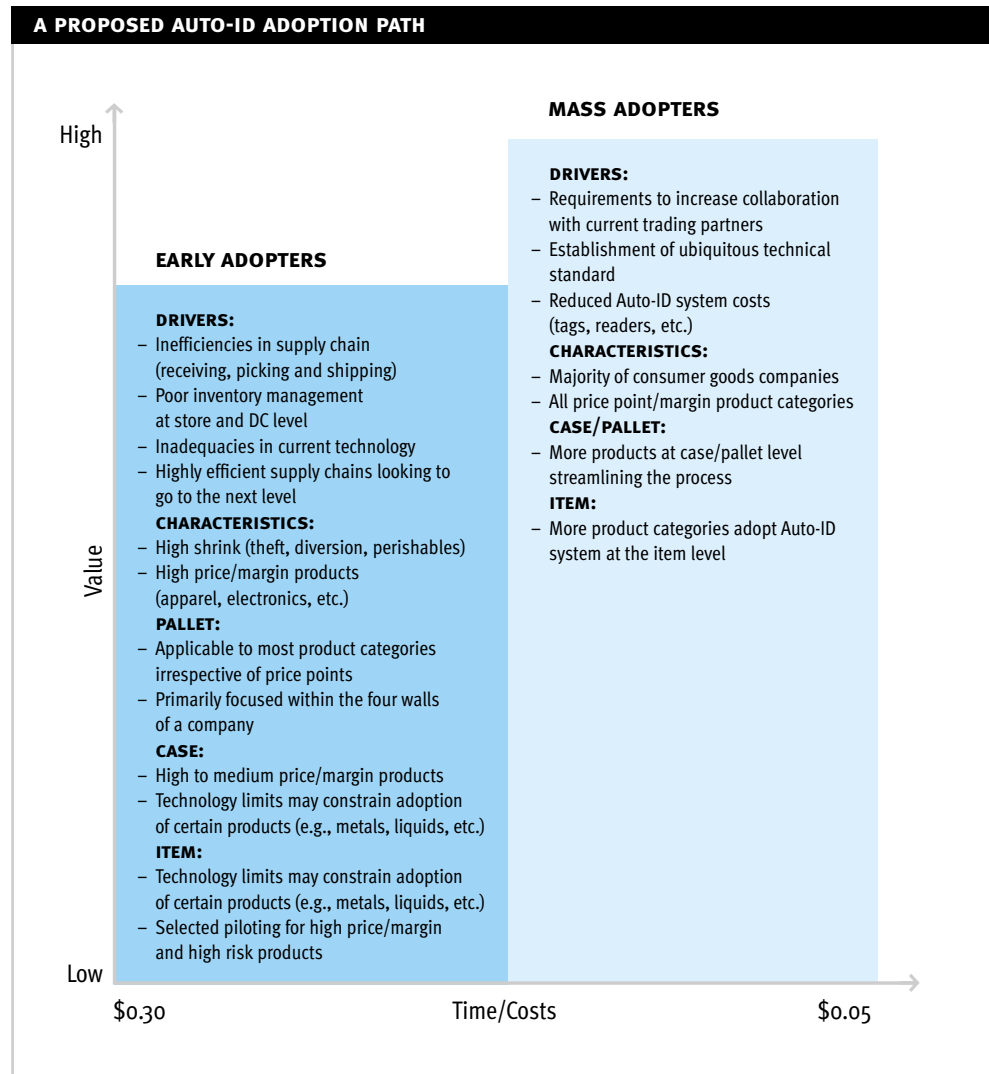 A PROPOSED AUTO-ID ADOPTION PATH
High
Value
Low
EARLY ADOPTERS
DRIVERS:
– Inefficiencies in supply chain
(receiving, picking and shipping)
– Poor inventory management
at store and DC level
– Inadequacies in current technology
– Highly efficient supply chains looking to
go to the next level
CHARACTERISTICS:
– High shrink (theft, diversion, perishables)
– High price/margin products
(apparel, electronics, etc.)
PALLET:
– Applicable to most product categories
irrespective of price points
– Primarily focused within the four walls
of a company
CASE:
– High to medium price/margin products
– Technology limits may constrain adoption
of certain products (e.g., metals, liquids, etc.)
ITEM:
– Technology limits may constrain adoption
of certain products (e.g., metals, liquids, etc.)
– Selected piloting for high price/margin
and high risk products
MASS ADOPTERS
DRIVERS:
– Requirements to increase collaboration
with current trading partners
– Establishment of ubiquitous technical
standard
– Reduced Auto-ID system costs
(tags, readers, etc.)
CHARACTERISTICS:
– Majority of consumer goods companies
– All price point/margin product categories
CASE/PALLET:
– More products at case/pallet level
streamlining the process
ITEM:
– More product categories adopt Auto-ID
system at the item level
$0.30
Time/Costs
$0.05